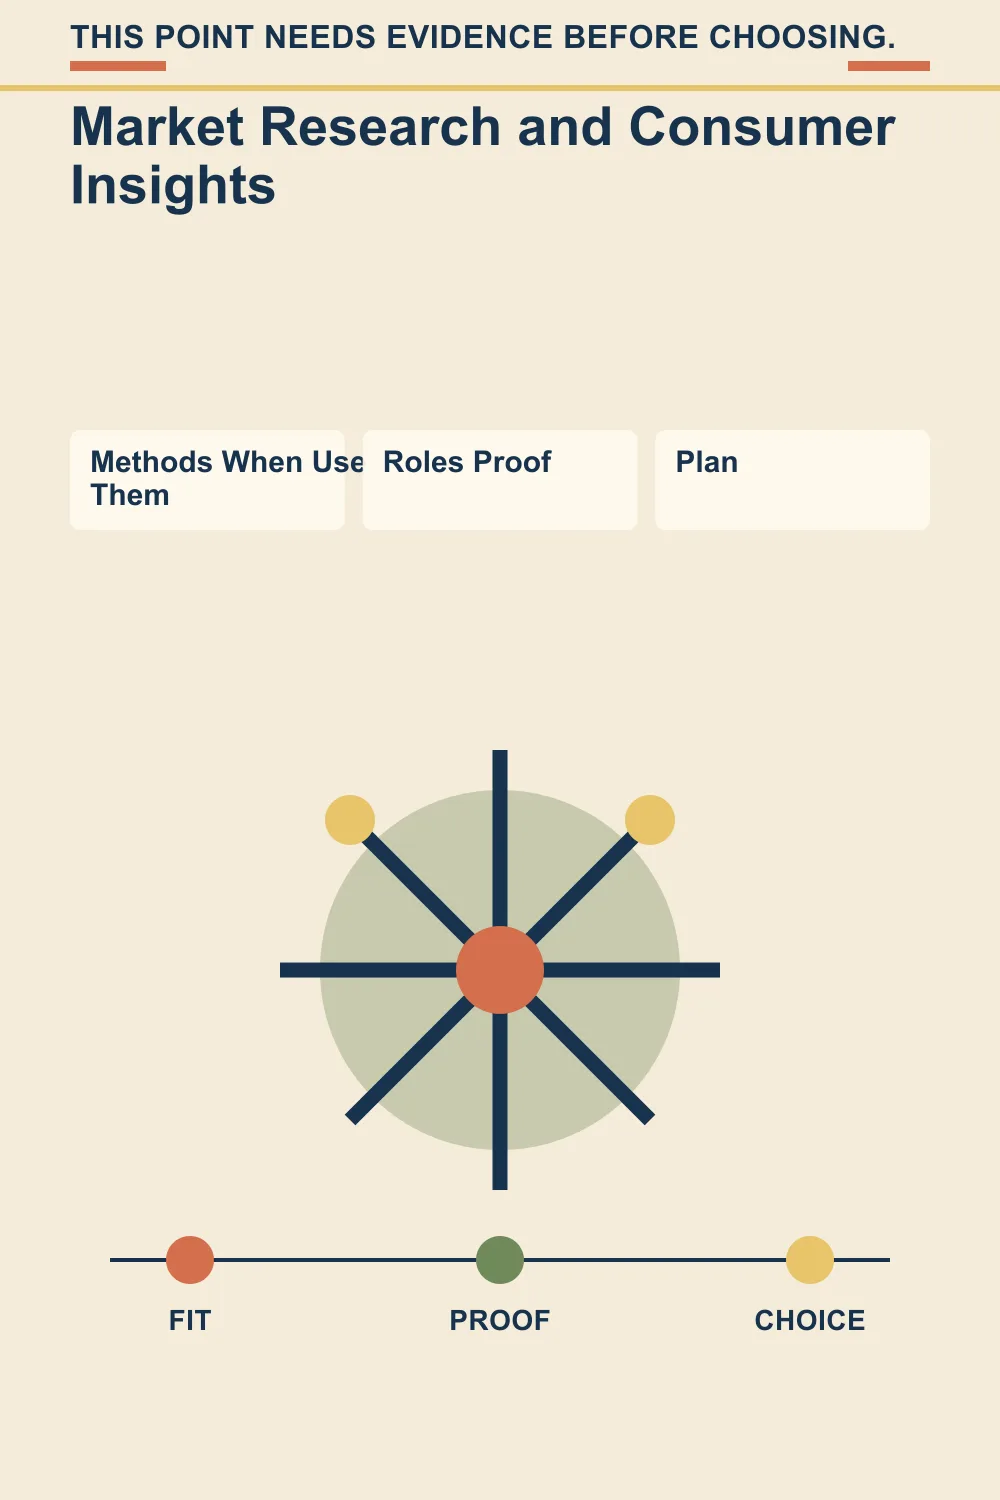 THIS POINT NEEDS EVIDENCE BEFORE CHOOSING.
Market Research and Consumer
Insights
Methods When Use
Them
Roles Proof
Plan
FIT
PROOF
CHOICE